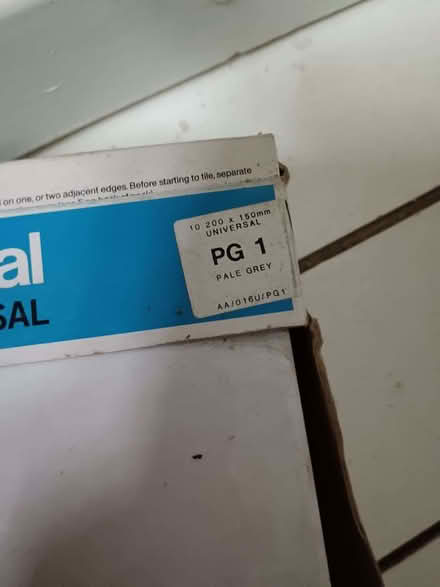 on one, or two adjacent edges. Before starting to tile, separate
al
SAL
10 200 x 150mm
UNIVERSAL
PG 1
PALE GREY
AA/016U/PG1